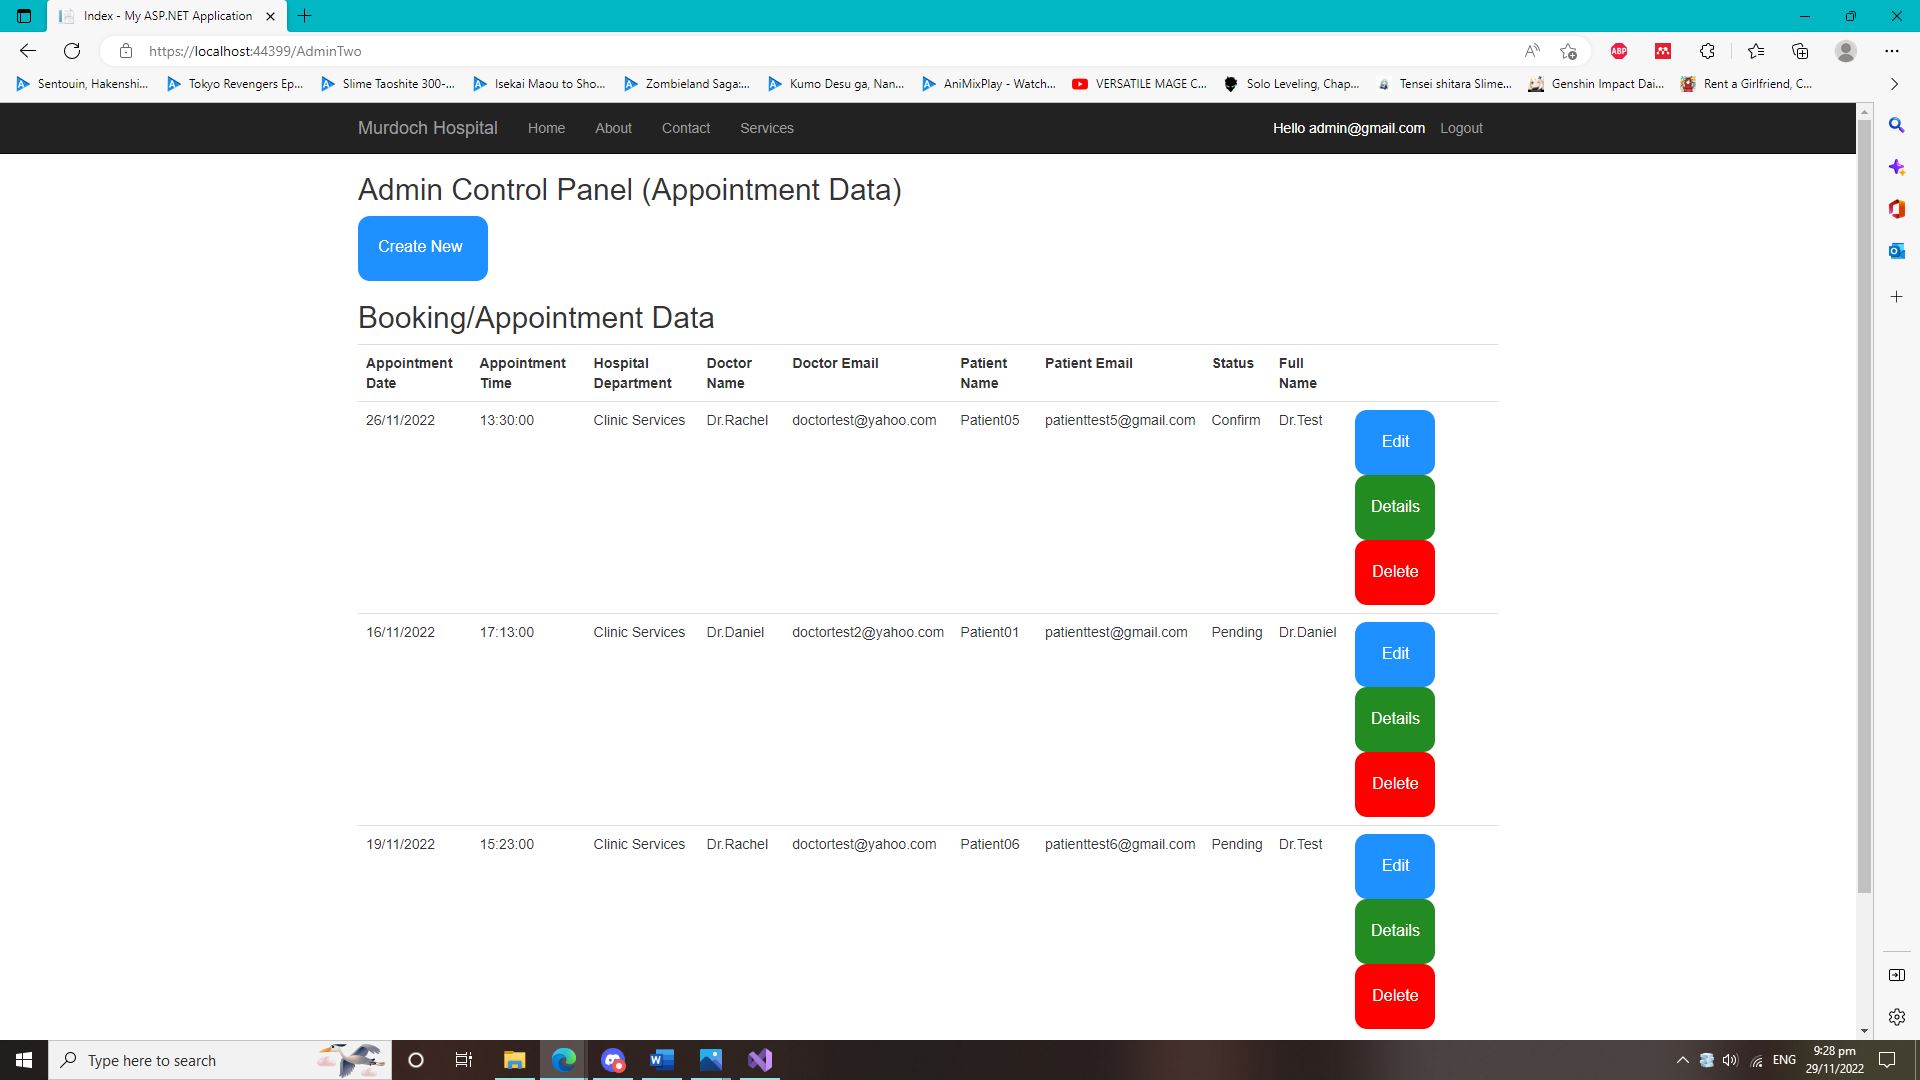 Index - My ASP.NET Application
https://localhost:44399/AdminTwo
ABP
Sentouin, Hakenshi... Tokyo Revengers Ep... Slime Taoshite 300-... Isekai Maou to Sho... Zombieland Saga:... Kumo Desu ga, Nan... AniMixPlay - Watch... VERSATILE MAGE C... Solo Leveling, Chap... Tensei shitara Slime... Genshin Impact Dai... Rent a Girlfriend, C...
Murdoch Hospital Home About Contact Services Hello admin@gmail.com Logout
Admin Control Panel (Appointment Data)
Create New
Booking/Appointment Data
Appointment Date Appointment Time Hospital Department Doctor Name Doctor Email Patient Name Patient Email Status Full Name
26/11/2022 13:30:00 Clinic Services Dr.Rachel doctortest@yahoo.com Patient05 patienttest5@gmail.com Confirm Dr.Test
Edit
Details
Delete
16/11/2022 17:13:00 Clinic Services Dr.Daniel doctortest2@yahoo.com Patient01 patienttest@gmail.com Pending Dr.Daniel
Edit
Details
Delete
19/11/2022 15:23:00 Clinic Services Dr.Rachel doctortest@yahoo.com Patient06 patienttest6@gmail.com Pending Dr.Test
Edit
Details
Delete
Type here to search
ENG
9:28 pm
29/11/2022